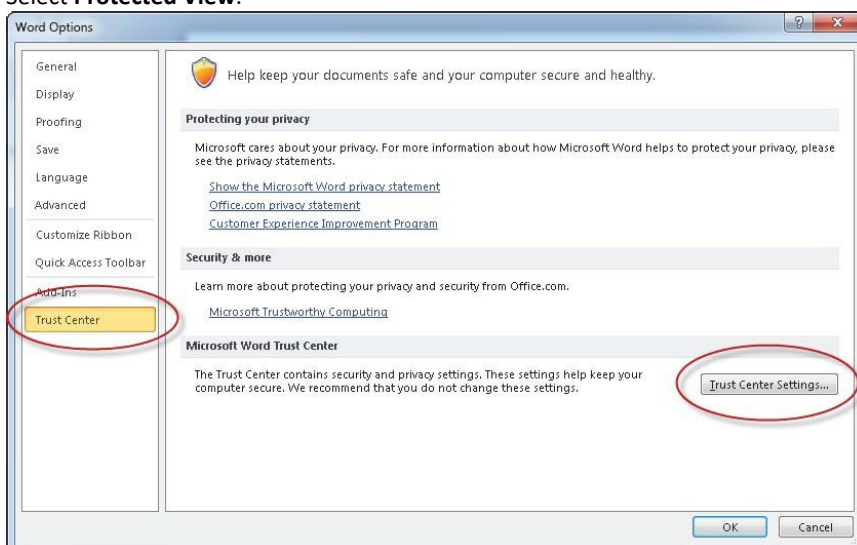 Select Protected View.
Word Options
General
Display
Proofing
Save
Language
Advanced
Customize Ribbon
Quick Access Toolbar
Add-Ins
Trust Center
Help keep your documents safe and your computer secure and healthy.
Protecting your privacy
Microsoft cares about your privacy. For more information about how Microsoft Word helps to protect your privacy, please
see the privacy statements.
Show the Microsoft Word privacy statement
Office.com privacy statement
Customer Experience Improvement Program
Security & more
Learn more about protecting your privacy and security from Office.com.
Microsoft Trustworthy Computing
Microsoft Word Trust Center
The Trust Center contains security and privacy settings. These settings help keep your
computer secure. We recommend that you do not change these settings.
Trust Center Settings...
OK
Cancel